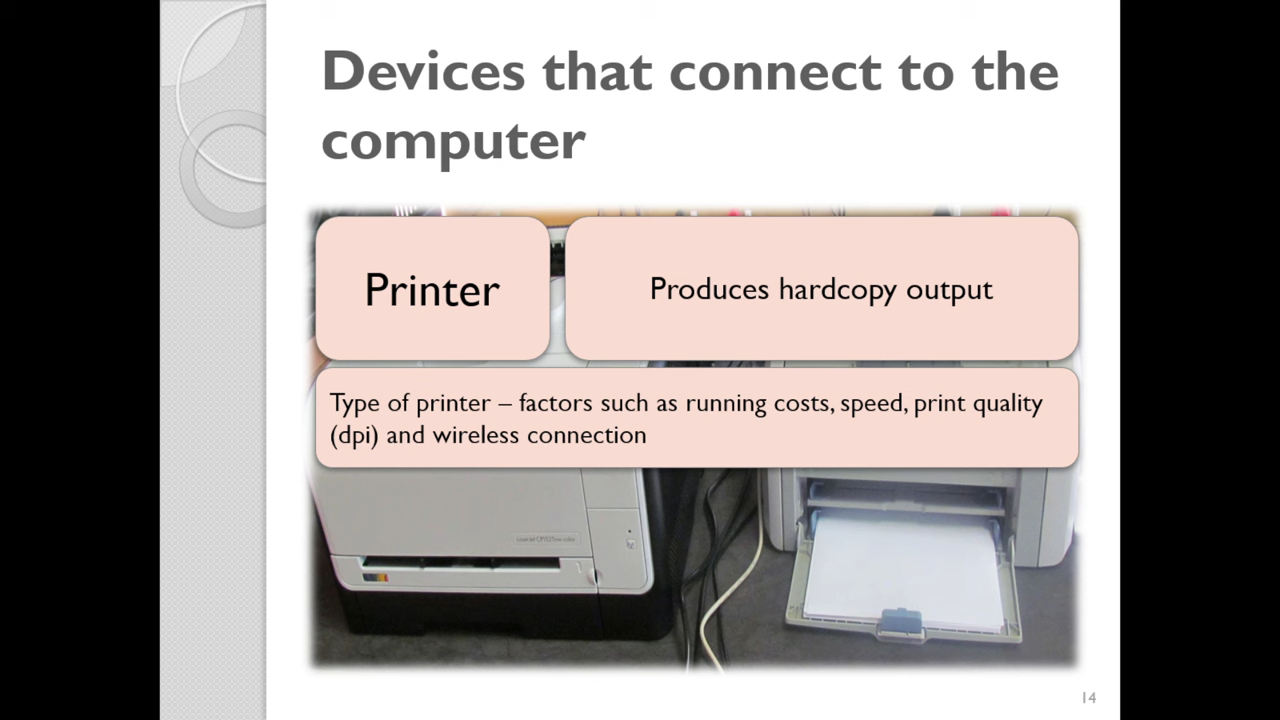 Devices that connect to the
computer
Printer
Produces hardcopy output
Type of printer – factors such as running costs, speed, print quality
(dpi) and wireless connection
14